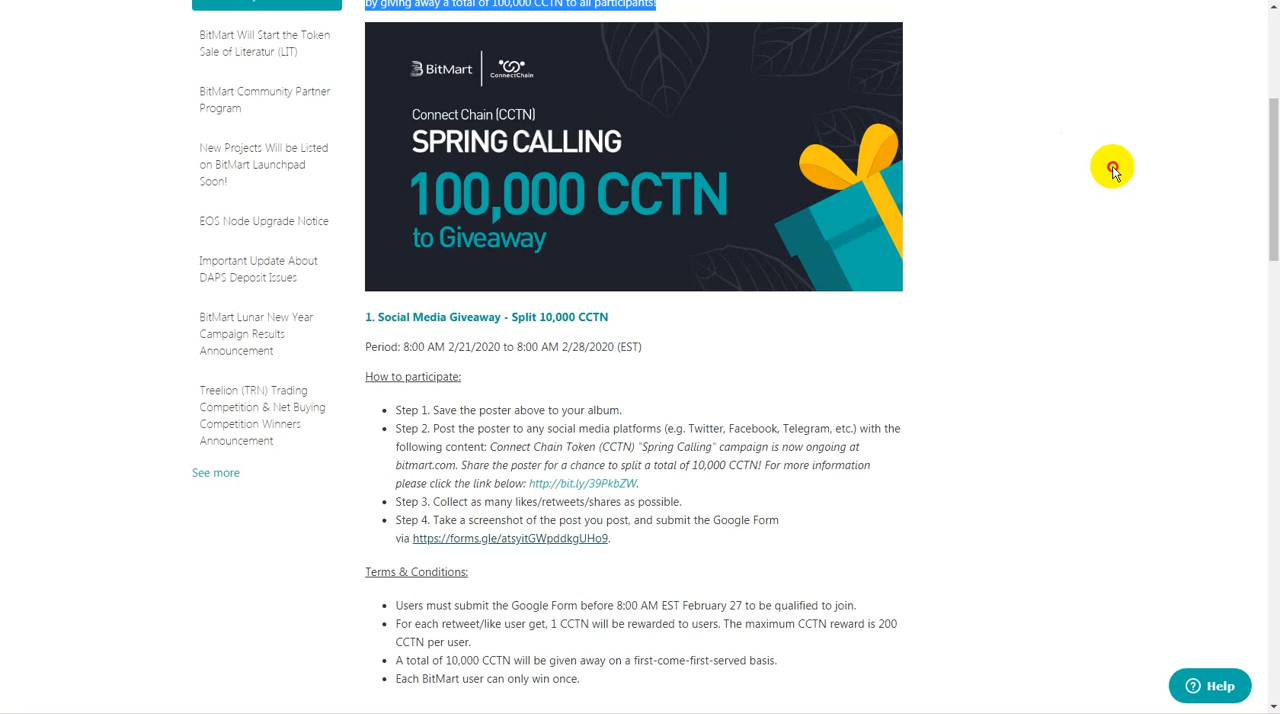 by giving away a total of 100,000 CCTN to all participants!
BitMart Will Start the Token
Sale of Literatur (LIT)
BitMart Community Partner
Program
New Projects Will be Listed
on BitMart Launchpad
Soon!
EOS Node Upgrade Notice
Important Update About
DAPS Deposit Issues
BitMart Lunar New Year
Campaign Results
Announcement
Treelion (TRN) Trading
Competition & Net Buying
Competition Winners
Announcement
See more
BitMart
ConnectChain
Connect Chain (CCTN)
SPRING CALLING
100,000 CCTN
to Giveaway
1. Social Media Giveaway - Split 10,000 CCTN
Period: 8:00 AM 2/21/2020 to 8:00 AM 2/28/2020 (EST)
How to participate:
Step 1. Save the poster above to your album.
Step 2. Post the poster to any social media platforms (e.g. Twitter, Facebook, Telegram, etc.) with the
following content: Connect Chain Token (CCTN) "Spring Calling" campaign is now ongoing at
bitmart.com. Share the poster for a chance to split a total of 10,000 CCTN! For more information
please click the link below: http://bit.ly/39PkbZW.
Step 3. Collect as many likes/retweets/shares as possible.
Step 4. Take a screenshot of the post you post, and submit the Google Form
via https://forms.gle/atsyitGWpddkgUHo9.
Terms & Conditions:
Users must submit the Google Form before 8:00 AM EST February 27 to be qualified to join.
For each retweet/like user get, 1 CCTN will be rewarded to users. The maximum CCTN reward is 200
CCTN per user.
A total of 10,000 CCTN will be given away on a first-come-first-served basis.
Each BitMart user can only win once.
Help